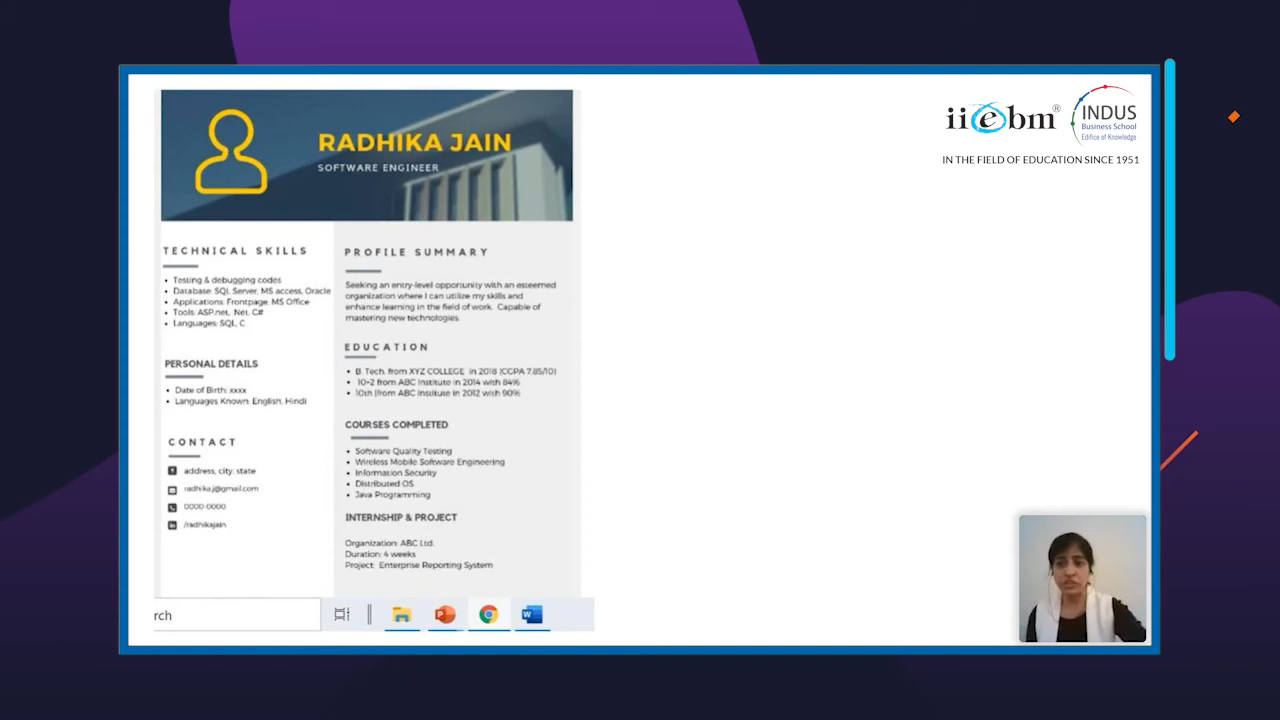 RADHIKA JAIN
SOFTWARE ENGINEER
TECHNICAL SKILLS
• Testing & debugging codes
• Database: SQL Server, MS access, Oracle
• Applications: Frontpage, MS Office
• Tools: ASP.net, .Net, C#
• Languages: SQL, C
PERSONAL DETAILS
• Date of Birth: xxxx
• Languages Known: English, Hindi
CONTACT
address, city, state
radhika.j@gmail.com
0000 0000
/radhikajain
PROFILE SUMMARY
Seeking an entry-level opportunity with an esteemed
organization where I can utilize my skills and
enhance learning in the field of work. Capable of
mastering new technologies.
EDUCATION
• B. Tech. from XYZ COLLEGE in 2018 (CGPA 7.85/10)
• 10+2 from ABC Institute in 2014 with 84%
• 10th |from ABC Institute in 2012 with 90%
COURSES COMPLETED
• Software Quality Testing
• Wireless Mobile Software Engineering
• Information Security
• Distributed OS
• Java Programming
INTERNSHIP & PROJECT
Organization: ABC Ltd.
Duration: 4 weeks
Project: Enterprise Reporting System
rch
iiebm®
INDUS
Business School
Edifice of Knowledge
IN THE FIELD OF EDUCATION SINCE 1951